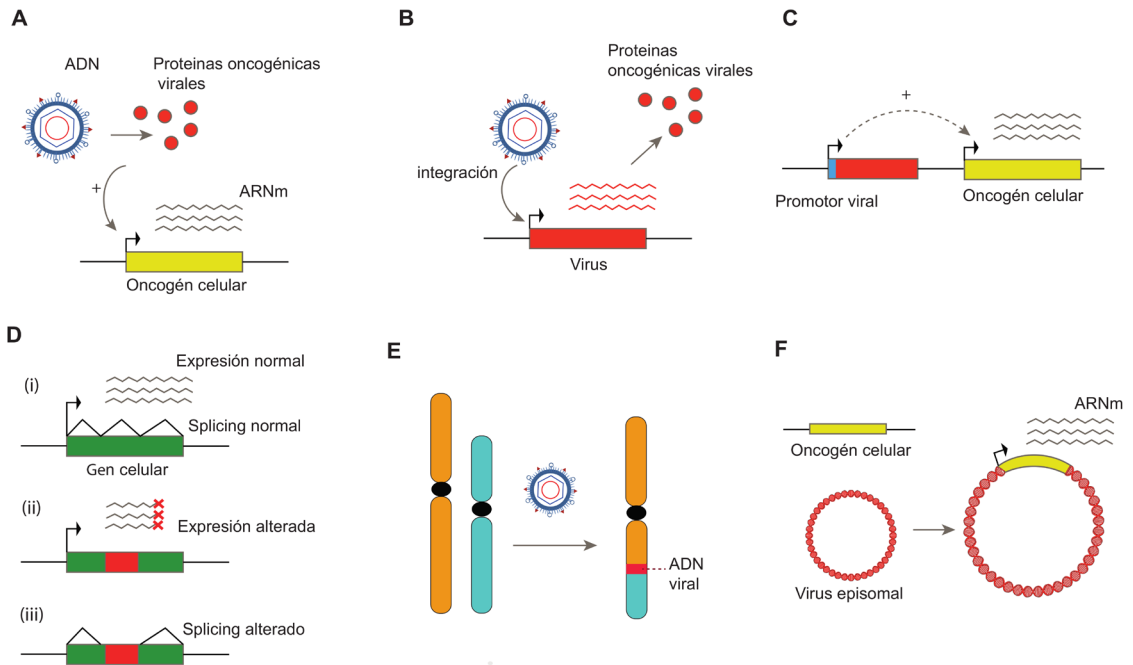 A
ADN
Proteinas oncogénicas
virales
+
ARNm
Oncogén celular
B
Proteinas
oncogénicas virales
integración
Virus
C
+
Promotor viral
Oncogén celular
D
Expresión normal
(i)
Splicing normal
Gen celular
(ii)
Expresión alterada
(iii)
Splicing alterado
E
ADN
viral
F
ARNm
Oncogén celular
Virus episomal